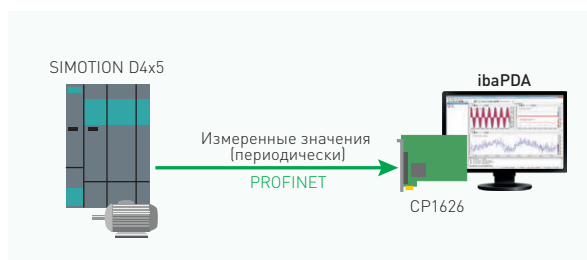 SIMOTION D4x5
ibaPDA
Измеренные значения
(периодически)
PROFINET
CP1626